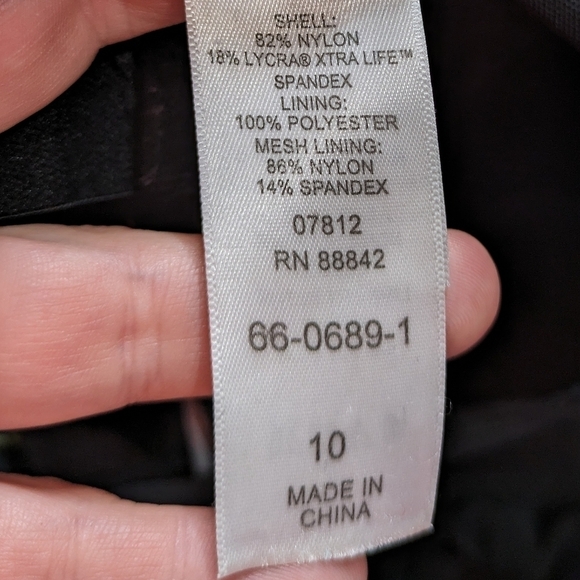 SHELL:
82% NYLON
18% LYCRA® XTRA LIFE™
SPANDEX
LINING:
100% POLYESTER
MESH LINING:
86% NYLON
14% SPANDEX
07812
RN 88842
66-0689-1
10
MADE IN
CHINA